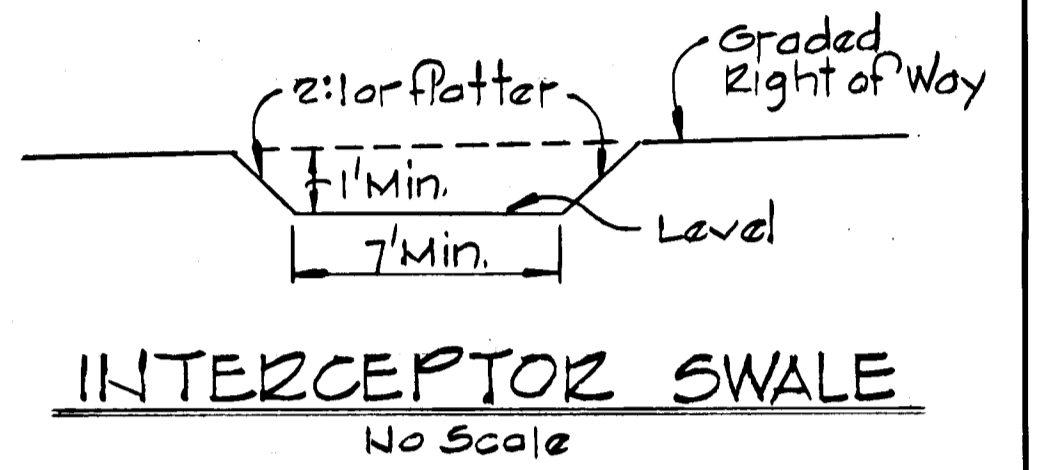 Graded
Right of Way
2:1 or flatter
1' Min.
Level
7' Min.
INTERCEPTOR SWALE
No Scale